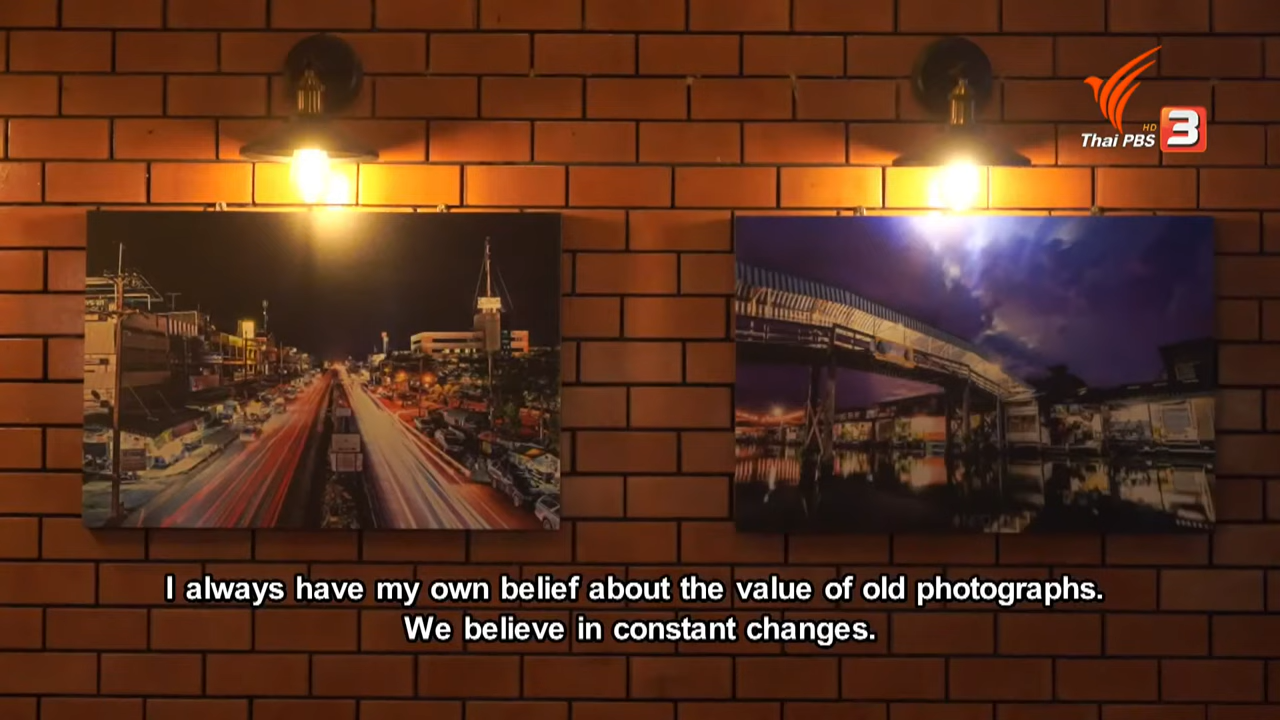 HD
Thai PBS 3
I always have my own belief about the value of old photographs.
We believe in constant changes.